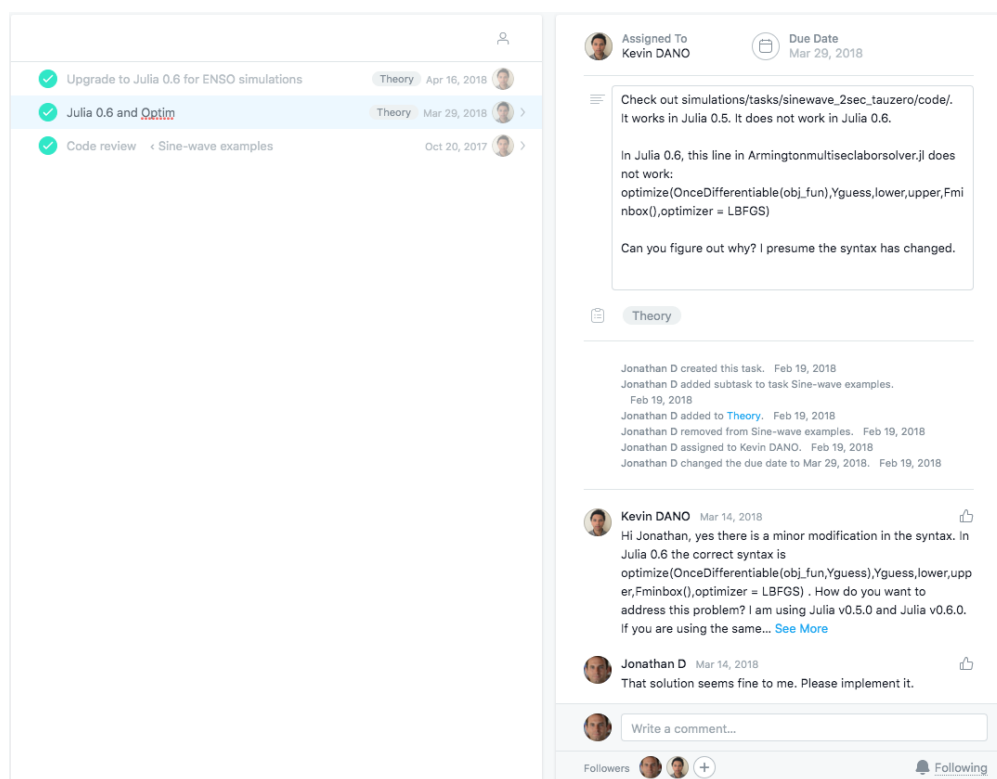 Upgrade to Julia 0.6 for ENSO simulations Theory Apr 16, 2018
Julia 0.6 and Optim Theory Mar 29, 2018
Code review ‹ Sine-wave examples Oct 20, 2017
Assigned To
Kevin DANO
Due Date
Mar 29, 2018
Check out simulations/tasks/sinewave_2sec_tauzero/code/.
It works in Julia 0.5. It does not work in Julia 0.6.
In Julia 0.6, this line in Armingtonmultiseclaborsolver.jl does
not work:
optimize(OnceDifferentiable(obj_fun),Yguess,lower,upper,Fmi
nbox(),optimizer = LBFGS)
Can you figure out why? I presume the syntax has changed.
Theory
Jonathan D created this task. Feb 19, 2018
Jonathan D added subtask to task Sine-wave examples.
Feb 19, 2018
Jonathan D added to Theory. Feb 19, 2018
Jonathan D removed from Sine-wave examples. Feb 19, 2018
Jonathan D assigned to Kevin DANO. Feb 19, 2018
Jonathan D changed the due date to Mar 29, 2018. Feb 19, 2018
Kevin DANO Mar 14, 2018
Hi Jonathan, yes there is a minor modification in the syntax. In
Julia 0.6 the correct syntax is
optimize(OnceDifferentiable(obj_fun,Yguess),Yguess,lower,upp
er,Fminbox(),optimizer = LBFGS) . How do you want to
address this problem? I am using Julia v0.5.0 and Julia v0.6.0.
If you are using the same... See More
Jonathan D Mar 14, 2018
That solution seems fine to me. Please implement it.
Write a comment...
Followers
Following